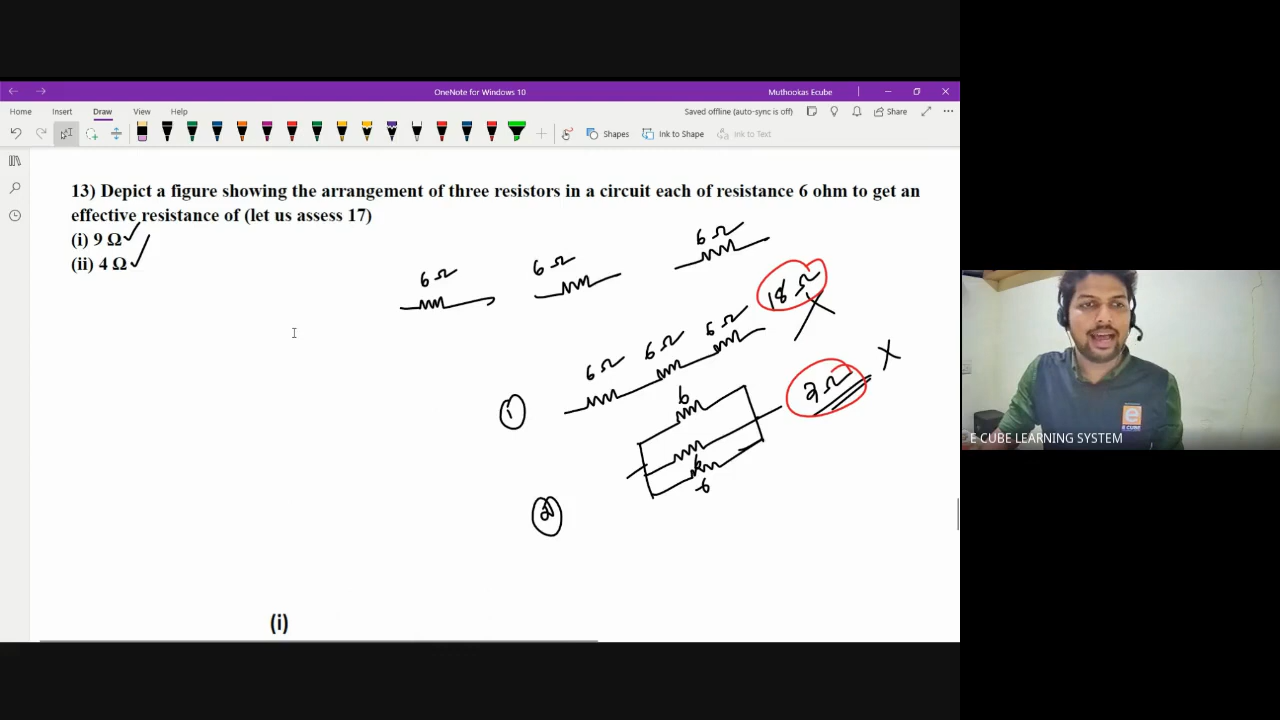 OneNote for Windows 10
Muthookas Ecube
Home Insert Draw View Help
Saved offline (auto-sync is off)
Share
Shapes
Ink to Shape
Ink to Text
13) Depict a figure showing the arrangement of three resistors in a circuit each of resistance 6 ohm to get an
effective resistance of (let us assess 17)
(i) 9 Ω
(ii) 4 Ω
6 Ω
6 Ω
6 Ω
18 Ω
6 Ω
6 Ω
6 Ω
i
2 Ω
6
6
6
(i)
E CUBE
E CUBE LEARNING SYSTEM